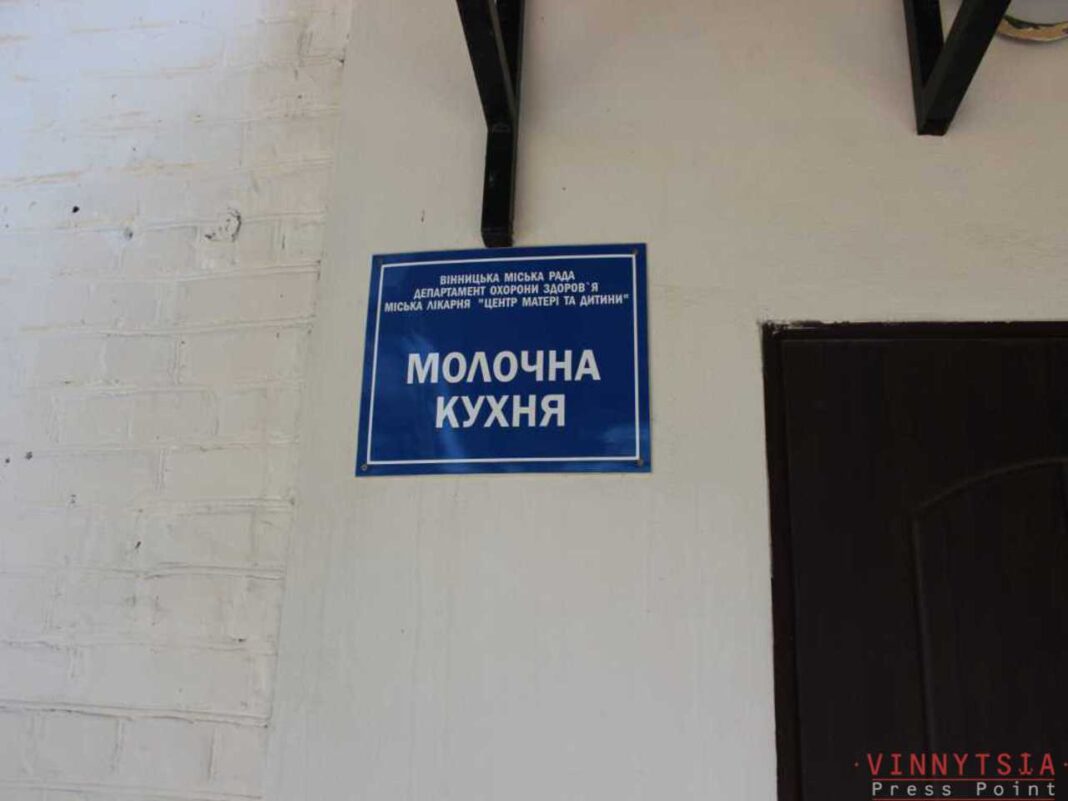 ВІННИЦЬКА МІСЬКА РАДА
ДЕПАРТАМЕНТ ОХОРОНИ ЗДОРОВ`Я
МІСЬКА ЛІКАРНЯ "ЦЕНТР МАТЕРІ ТА ДИТИНИ"
МОЛОЧНА
КУХНЯ
VINNYTSIA
Press Point